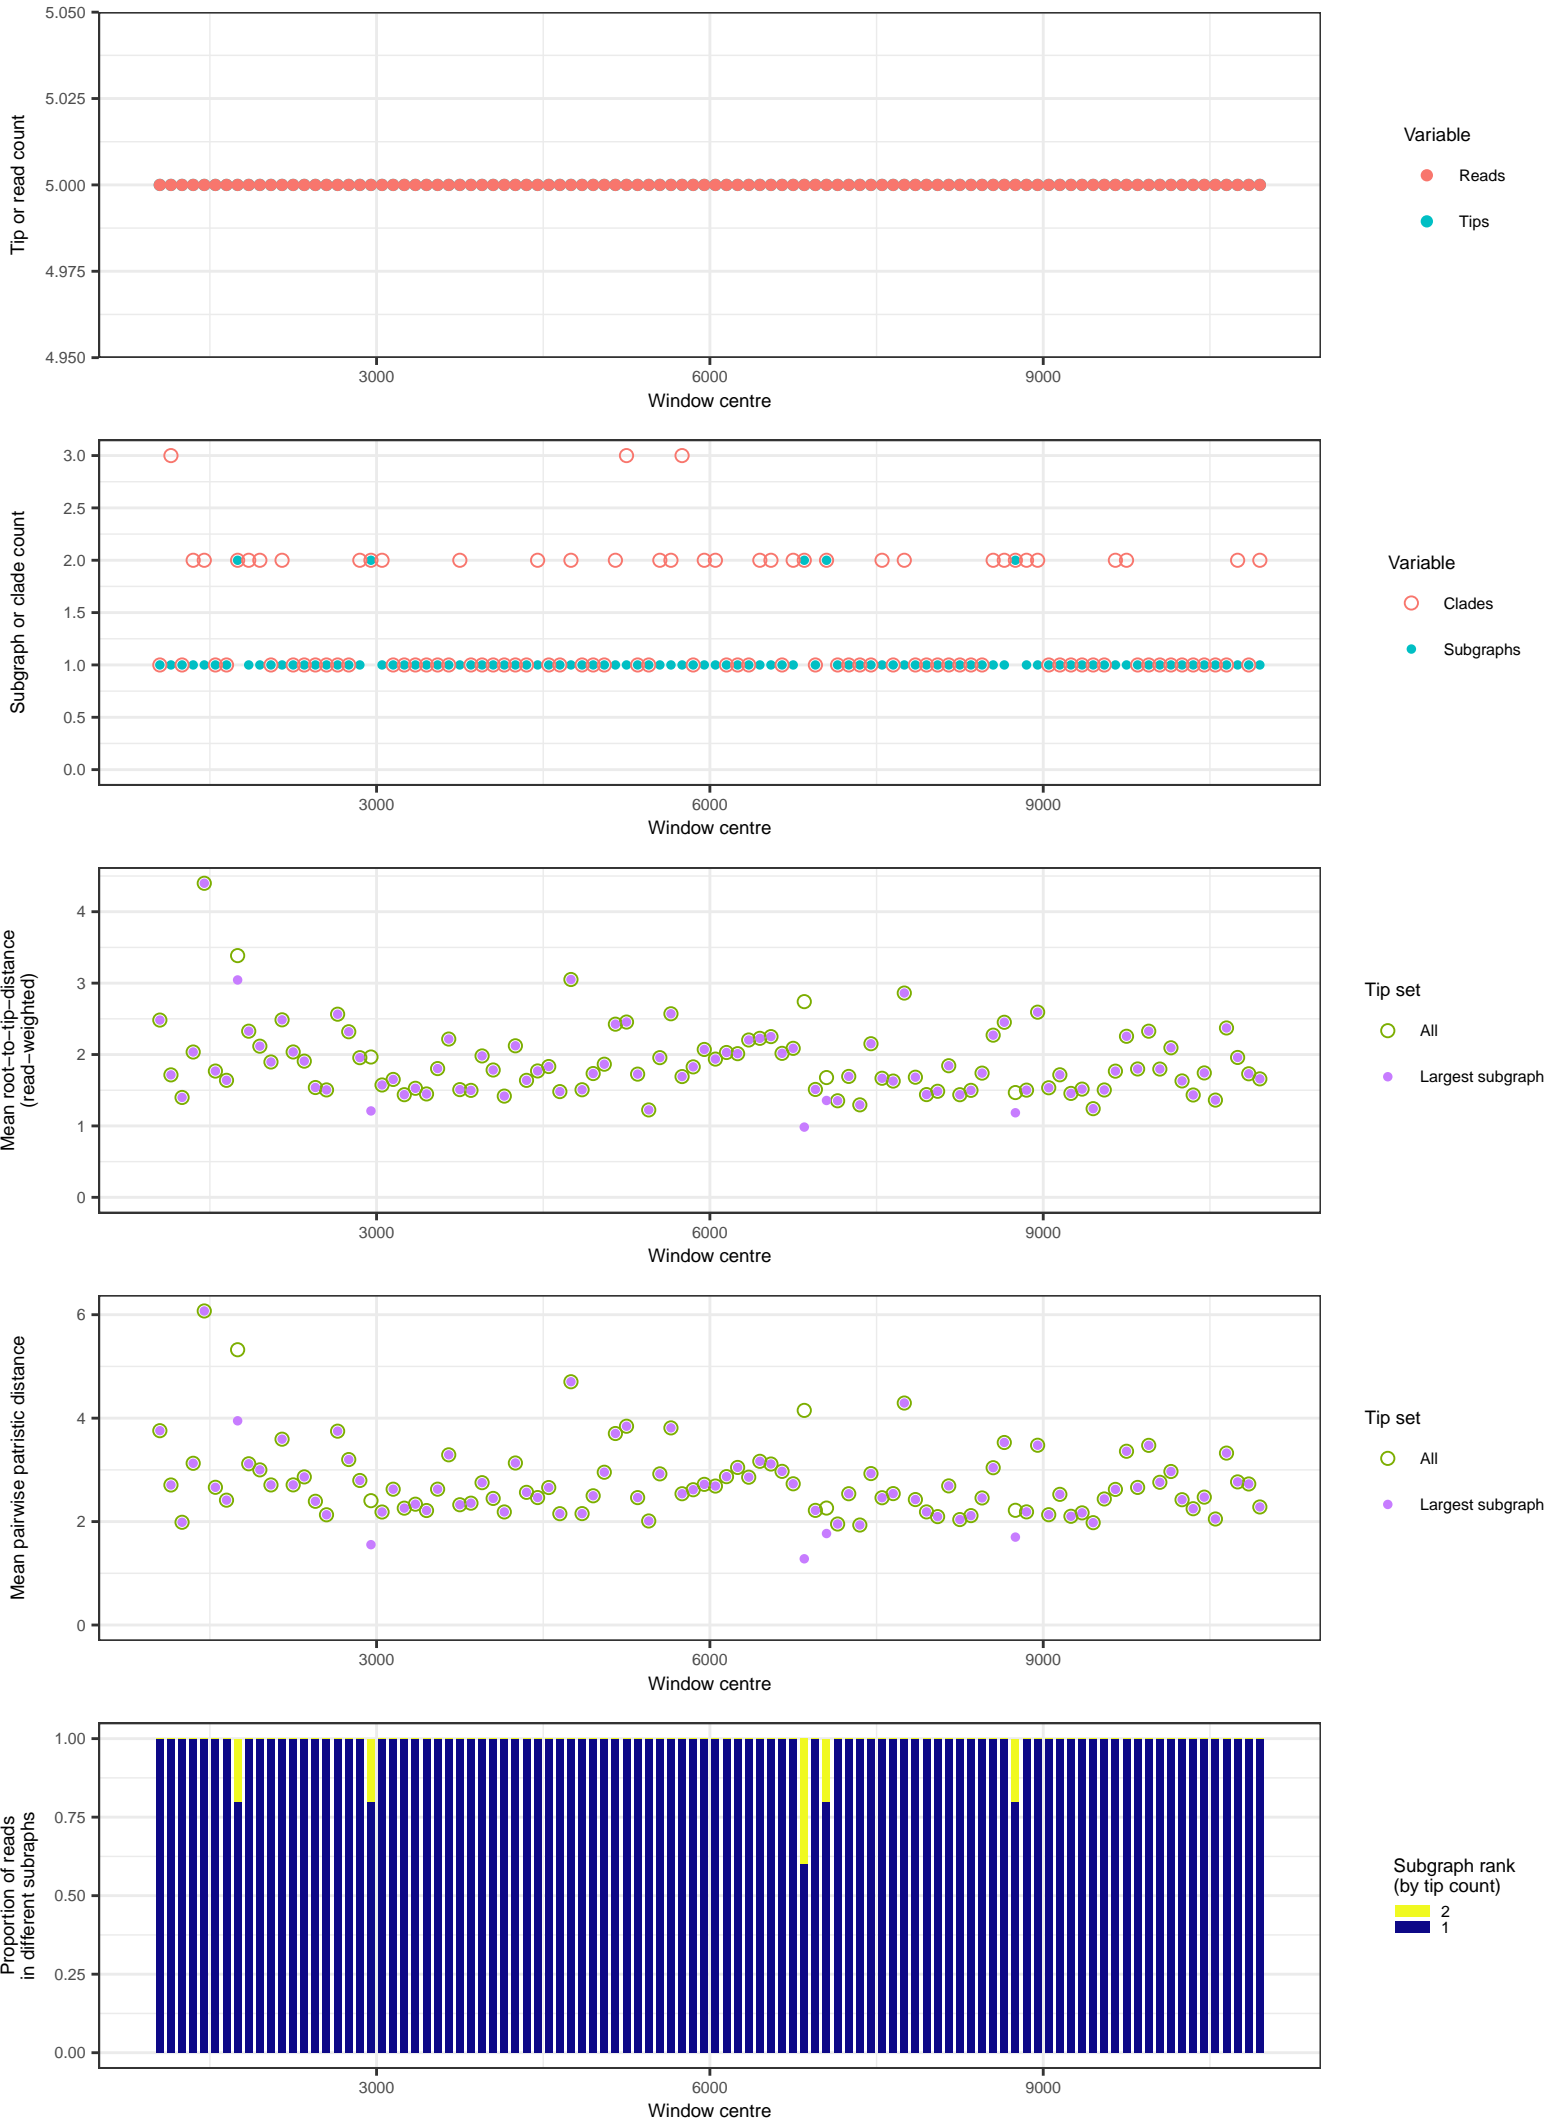 5.050
5.025
5.000
4.975
4.950
Tip or read count
3000 6000 9000
Window centre
Variable
Reads
Tips
3.0
2.5
2.0
1.5
1.0
0.5
0.0
Subgraph or clade count
3000 6000 9000
Window centre
Variable
Clades
Subgraphs
4
3
2
1
0
Mean root−to−tip−distance
(read−weighted)
3000 6000 9000
Window centre
Tip set
All
Largest subgraph
6
4
2
0
Mean pairwise patristic distance
3000 6000 9000
Window centre
Tip set
All
Largest subgraph
1.00
0.75
0.50
0.25
0.00
Proportion of reads
in different subraphs
3000 6000 9000
Window centre
Subgraph rank
(by tip count)
2
1